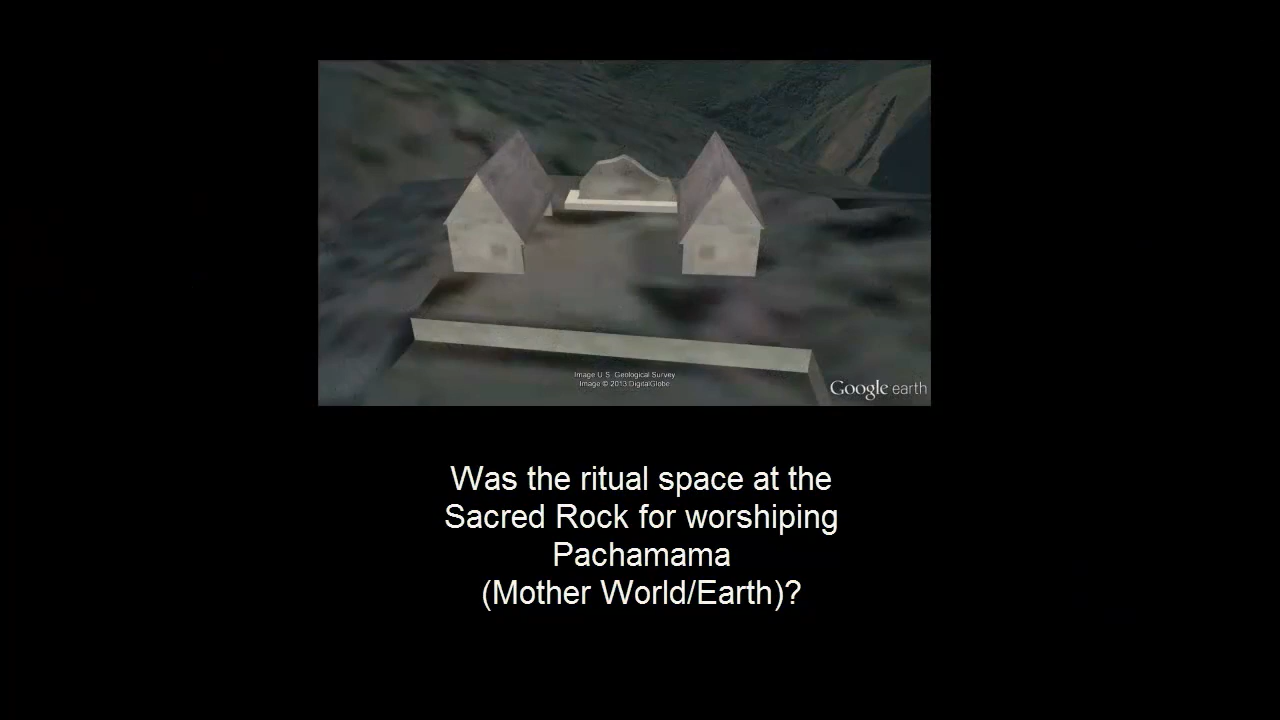 Image U.S. Geological Survey
Image © 2013 DigitalGlobe
Google earth
Was the ritual space at the
Sacred Rock for worshiping
Pachamama
(Mother World/Earth)?